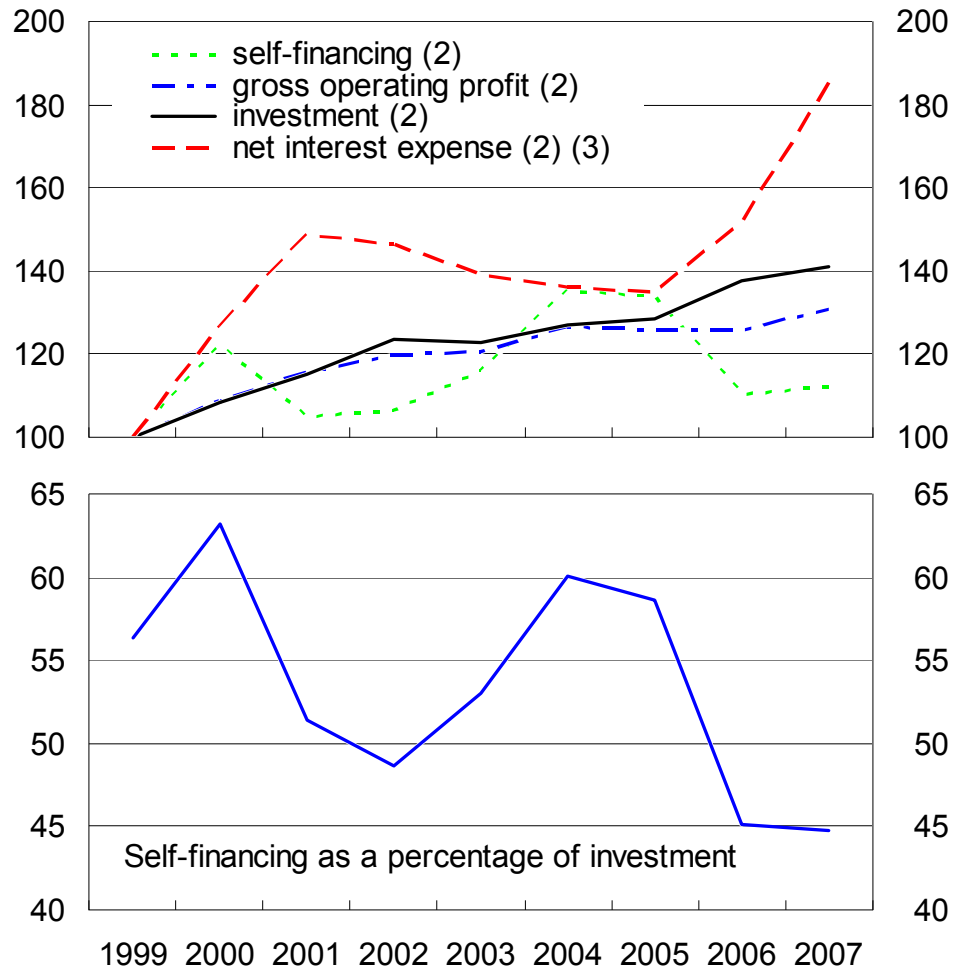 200 200
self-financing (2)
gross operating profit (2)
180 180
investment (2)
net interest expense (2) (3)
160 160
140 140
120 120
100 100
65 65
60 60
55 55
50 50
45 45
Self-financing as a percentage of investment
40 40
1999 2000 2001 2002 2003 2004 2005 2006 2007